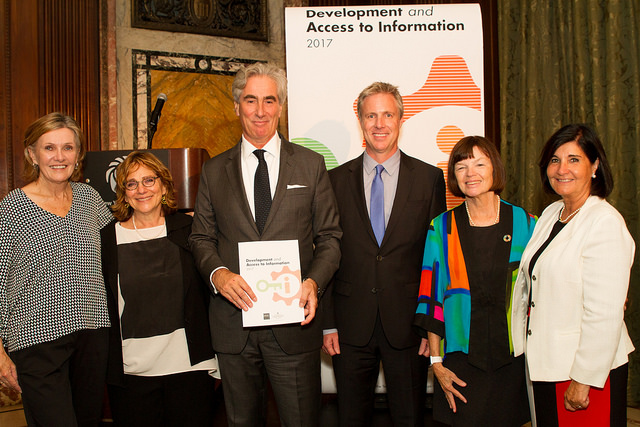 Development and
Access to Information
2017
Development and
Access to Information